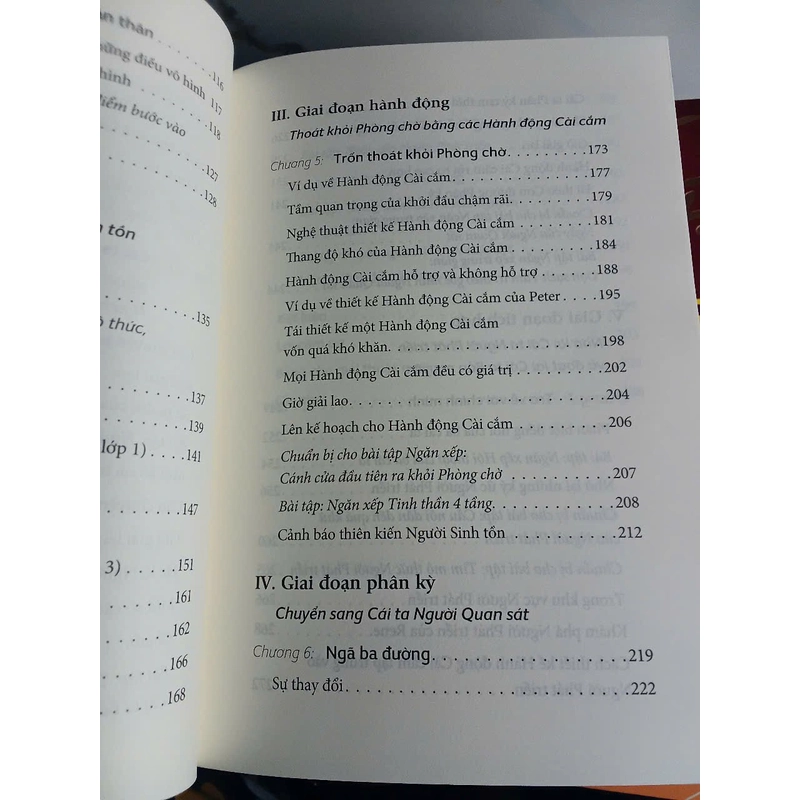 thân . . . . . . . 116
điều vô hình 117
hình . . . . . . . 118
bước vào
. . . . . . . 127
. . . . . . . 128
tồn
. . . . . . . 135
thức,
. . . . . . . 137
. . . . . . . 139
lớp 1) . . . . 141
. . . . . . . 147
3) . . . . . . 151
. . . . . . . 161
. . . . . . . 162
. . . . . . . 166
. . . . . . . 168
III. Giai đoạn hành động
Thoát khỏi Phòng chờ bằng các Hành động Cài cắm
Chương 5: Trốn thoát khỏi Phòng chờ. . . . . . . . . . .173
Ví dụ về Hành động Cài cắm . . . . . . . . . . . . . . . . . 177
Tầm quan trọng của khởi đầu chậm rãi. . . . . . . . . . 179
Nghệ thuật thiết kế Hành động Cài cắm . . . . . . . . . 181
Thang độ khó của Hành động Cài cắm . . . . . . . . . . 184
Hành động Cài cắm hỗ trợ và không hỗ trợ . . . . . . . 188
Ví dụ về thiết kế Hành động Cài cắm của Peter . . . . 195
Tái thiết kế một Hành động Cài cắm
vốn quá khó khăn. . . . . . . . . . . . . . . . . . . . . . . 198
Mọi Hành động Cài cắm đều có giá trị . . . . . . . . . . 202
Giờ giải lao. . . . . . . . . . . . . . . . . . . . . . . . . . . . 204
Lên kế hoạch cho Hành động Cài cắm . . . . . . . . . . 206
Chuẩn bị cho bài tập Ngăn xếp:
Cánh cửa đầu tiên ra khỏi Phòng chờ . . . . . . . . . . 207
Bài tập: Ngăn xếp Tinh thần 4 tầng. . . . . . . . . . . . 208
Cảnh báo thiên kiến Người Sinh tồn . . . . . . . . . . . 212
IV. Giai đoạn phân kỳ
Chuyển sang Cái ta Người Quan sát
Chương 6: Ngã ba đường. . . . . . . . . . . . . . . . . . .219
Sự thay đổi. . . . . . . . . . . . . . . . . . . . . . . . . . . . .222